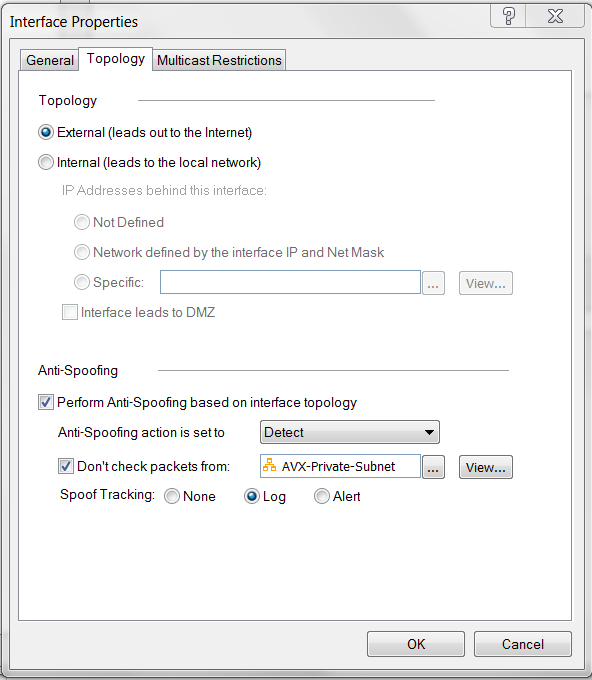 Interface Properties
?
General Topology Multicast Restrictions
Topology
External (leads out to the Internet)
Internal (leads to the local network)
IP Addresses behind this interface:
Not Defined
Network defined by the interface IP and Net Mask
Specific: ... View...
Interface leads to DMZ
Anti-Spoofing
Perform Anti-Spoofing based on interface topology
Anti-Spoofing action is set to Detect
Don't check packets from: AVX-Private-Subnet ... View...
Spoof Tracking: None Log Alert
OK Cancel